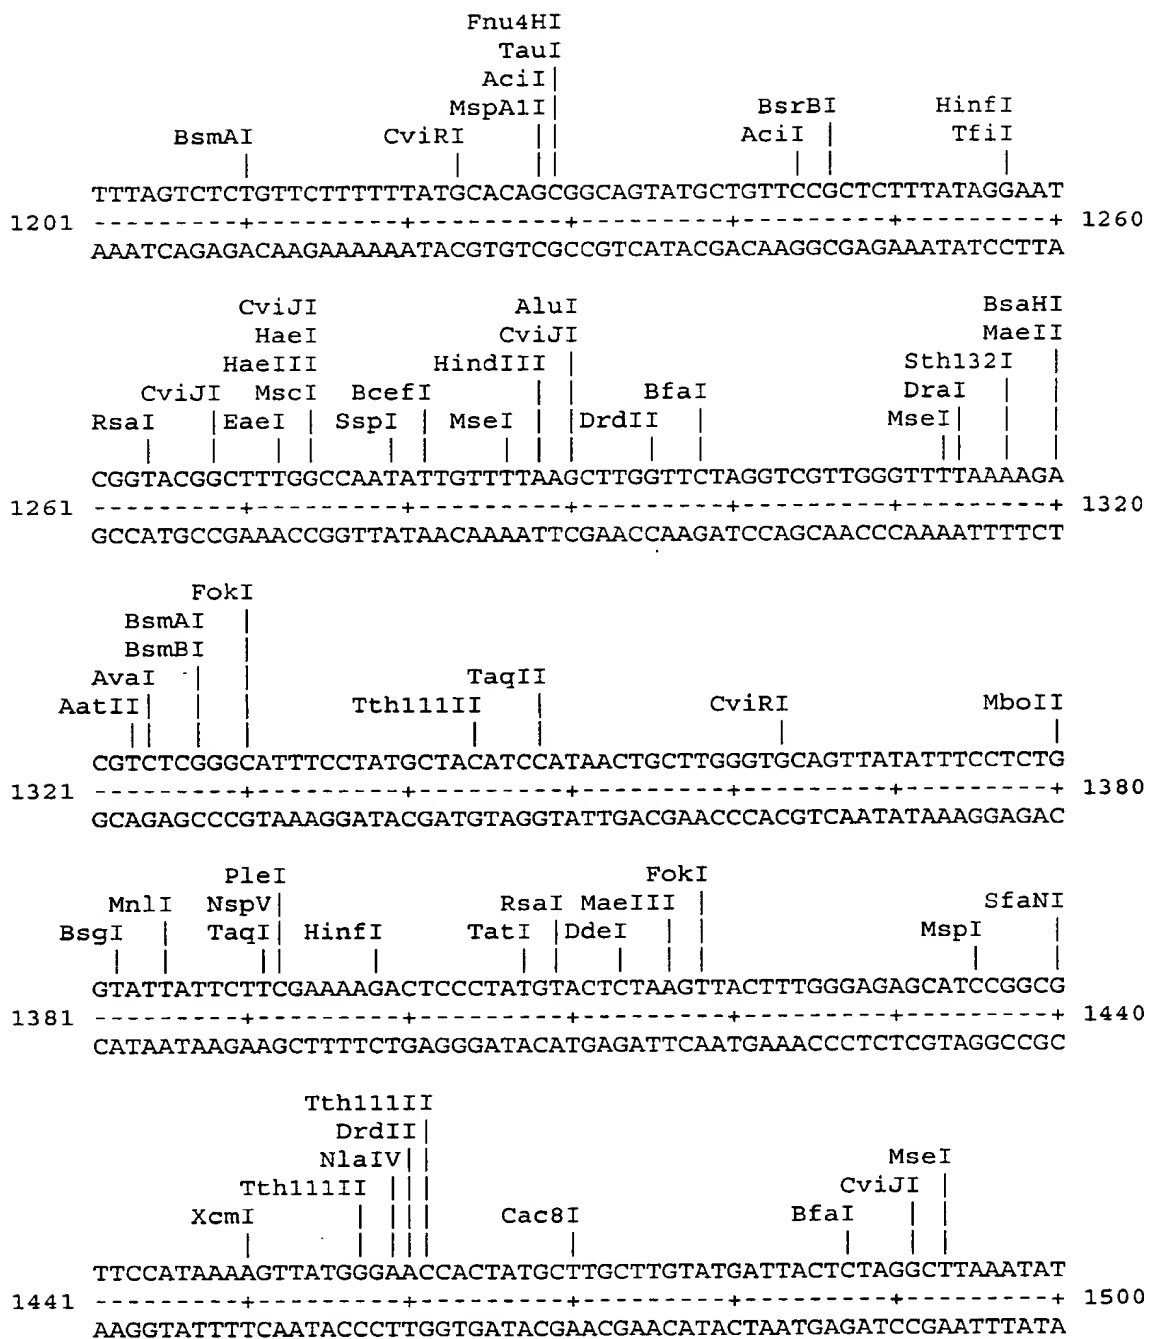 Fnu4HI
TauI
AciI|
MspA1I ||
BsrBI HinfI
BsmAI CviRI || AciI | TfiI
TTTAGTCTCTGTTCTTTTTTATGCACAGCGGCAGTATGCTGTTCCGCTCTTTATAGGAAT
1201 ---------+---------+---------+---------+---------+---------+ 1260
AAATCAGAGACAAGAAAAAATACGTGTCGCCGTCATACGACAAGGCGAGAAATATCCTTA
CviJI AluI BsaHI
HaeI CviJI MaeII
HaeIII HindIII | Sth132I |
CviJI MscI BcefI || BfaI DraI | |
RsaI | EaeI | SspI | MseI || DrdII | MseI| | |
CGGTACGGCTTTGGCCAATATTGTTTTAAGCTTGGTTCTAGGTCGTTGGGTTTTAAAAGA
1261 ---------+---------+---------+---------+---------+---------+ 1320
GCCATGCCGAAACCGGTTATAACAAAATTCGAACCAAGATCCAGCAACCCAAAATTTTCT
FokI
BsmAI |
BsmBI |
AvaI | | TaqII
AatII| | | Tth111II | CviRI MboII
CGTCTCGGGCATTTCCTATGCTACATCCATAACTGCTTGGGTGCAGTTATATTTCCTCTG
1321 ---------+---------+---------+---------+---------+---------+ 1380
GCAGAGCCCGTAAAGGATACGATGTAGGTATTGACGAACCCACGTCAATATAAAGGAGAC
PleI FokI
MnlI NspV| RsaI MaeIII | SfaNI
BsgI | TaqI| HinfI TatI | DdeI | | MspI |
GTATTATTCTTCGAAAAGACTCCCTATGTACTCTAAGTTACTTTGGGAGAGCATCCGGCG
1381 ---------+---------+---------+---------+---------+---------+ 1440
CATAATAAGAAGCTTTTCTGAGGGATACATGAGATTCAATGAAACCCTCTCGTAGGCCGC
Tth111II
DrdII|
NlaIV|| MseI
Tth111II ||| CviJI |
XcmI | ||| Cac8I BfaI | |
TTCCATAAAAGTTATGGGAACCACTATGCTTGCTTGTATGATTACTCTAGGCTTAAATAT
1441 ---------+---------+---------+---------+---------+---------+ 1500
AAGGTATTTTCAATACCCTTGGTGATACGAACGAACATACTAATGAGATCCGAATTTATA